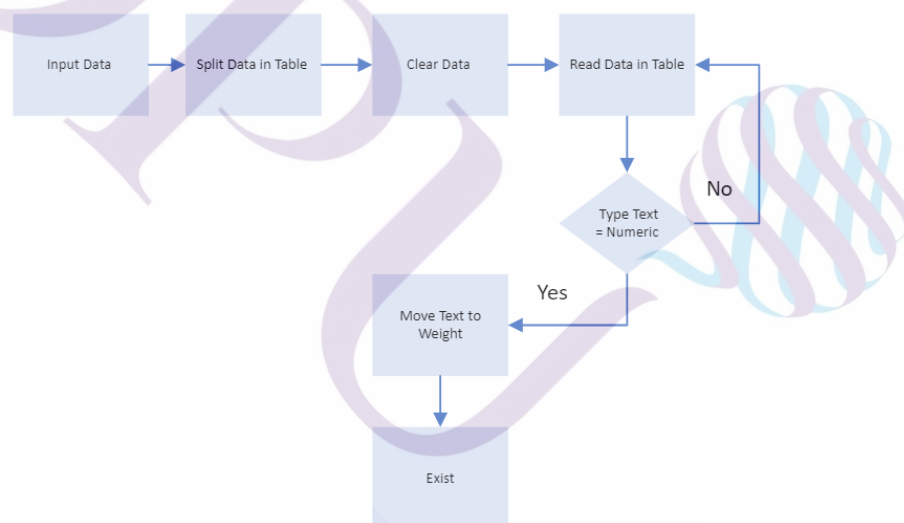 Input Data
Split Data in Table
Clear Data
Read Data in Table
No
Type Text
= Numeric
Yes
Move Text to
Weight
Exist